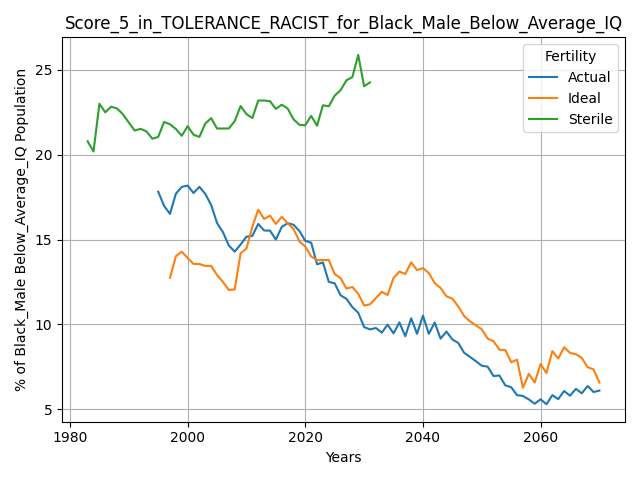 Score_5_in_TOLERANCE_RACIST_for_Black_Male_Below_Average_IQ
% of Black_Male Below_Average_IQ Population
25
20
15
10
5
1980
2000
2020
2040
2060
Years
Fertility
Actual
Ideal
Sterile